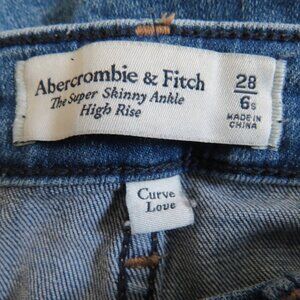 Abercrombie & Fitch
The Super Skinny Ankle
High Rise
28
6s
MADE IN
CHINA
Curve
Love